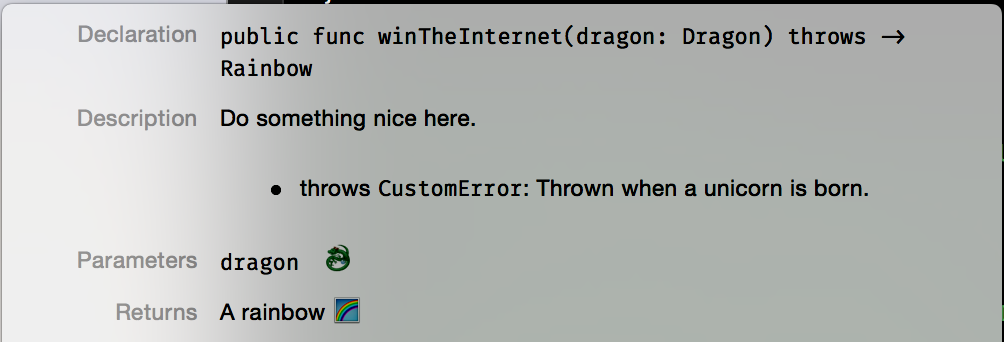 Declaration public func winTheInternet(dragon: Dragon) throws →
Rainbow
Description Do something nice here.
• throws CustomError: Thrown when a unicorn is born.
Parameters dragon 🐉
Returns A rainbow 🌈